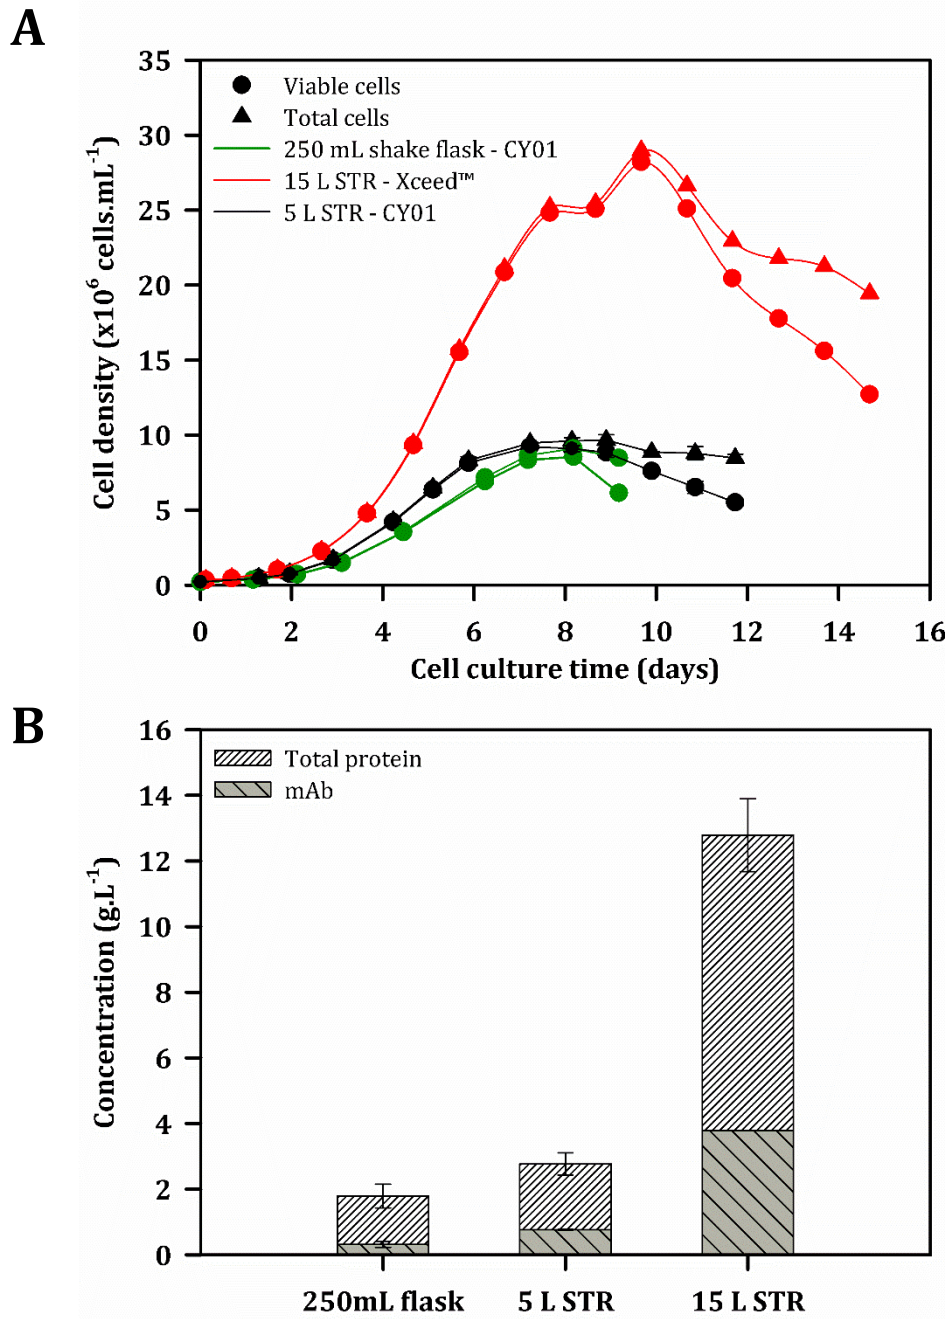 A
35
30
25
20
15
10
5
0
Cell density (x10⁶ cells.mL⁻¹)
Viable cells
Total cells
250 mL shake flask - CY01
15 L STR - Xceed™
5 L STR - CY01
0 2 4 6 8 10 12 14 16
Cell culture time (days)
B
16
14
12
10
8
6
4
2
0
Concentration (g.L⁻¹)
Total protein
mAb
250mL flask 5 L STR 15 L STR